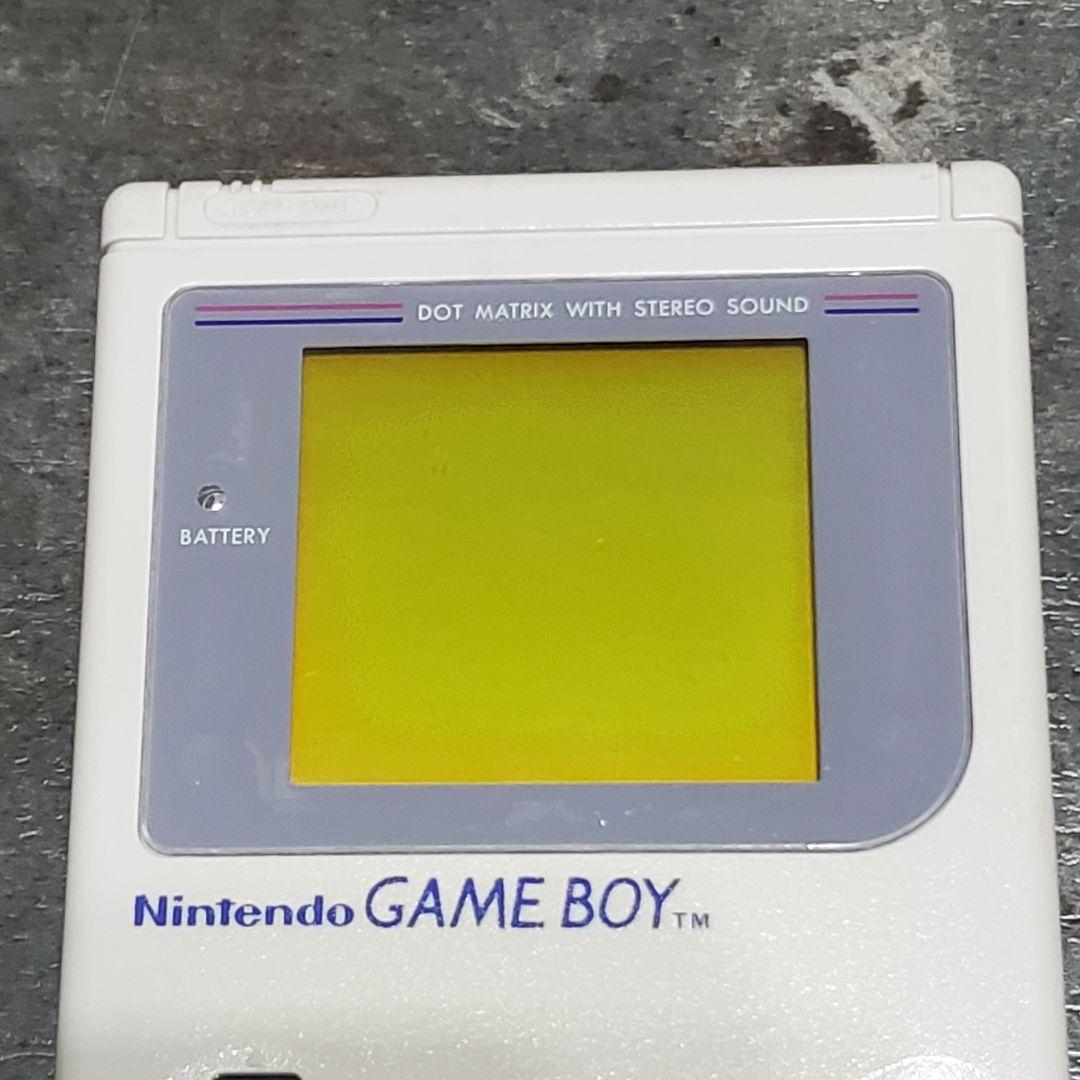 DOT MATRIX WITH STEREO SOUND
BATTERY
Nintendo GAME BOY TM